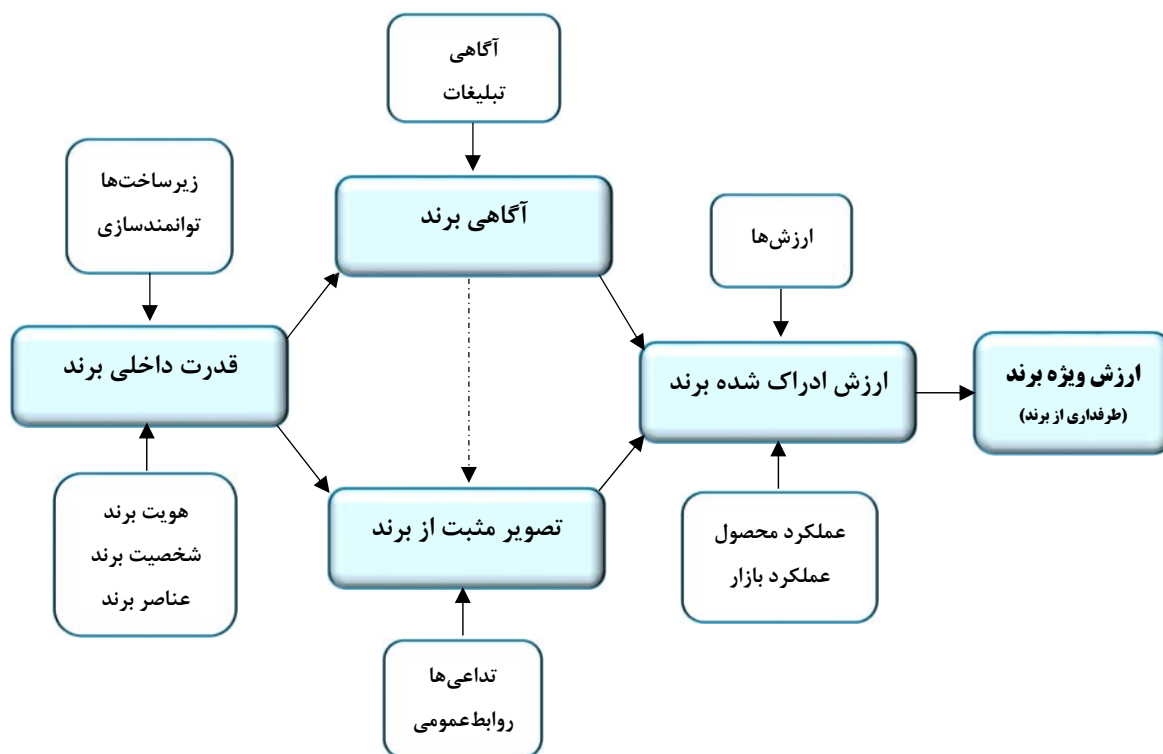 آگاهی
تبلیغات
زیرساخت‌ها
توانمندسازی
آگاهی برند
ارزش‌ها
قدرت داخلی برند
ارزش ادراک شده برند
ارزش ویژه برند
(طرفداری از برند)
هویت برند
شخصیت برند
عناصر برند
تصویر مثبت از برند
عملکرد محصول
عملکرد بازار
تداعی‌ها
روابط‌عمومی